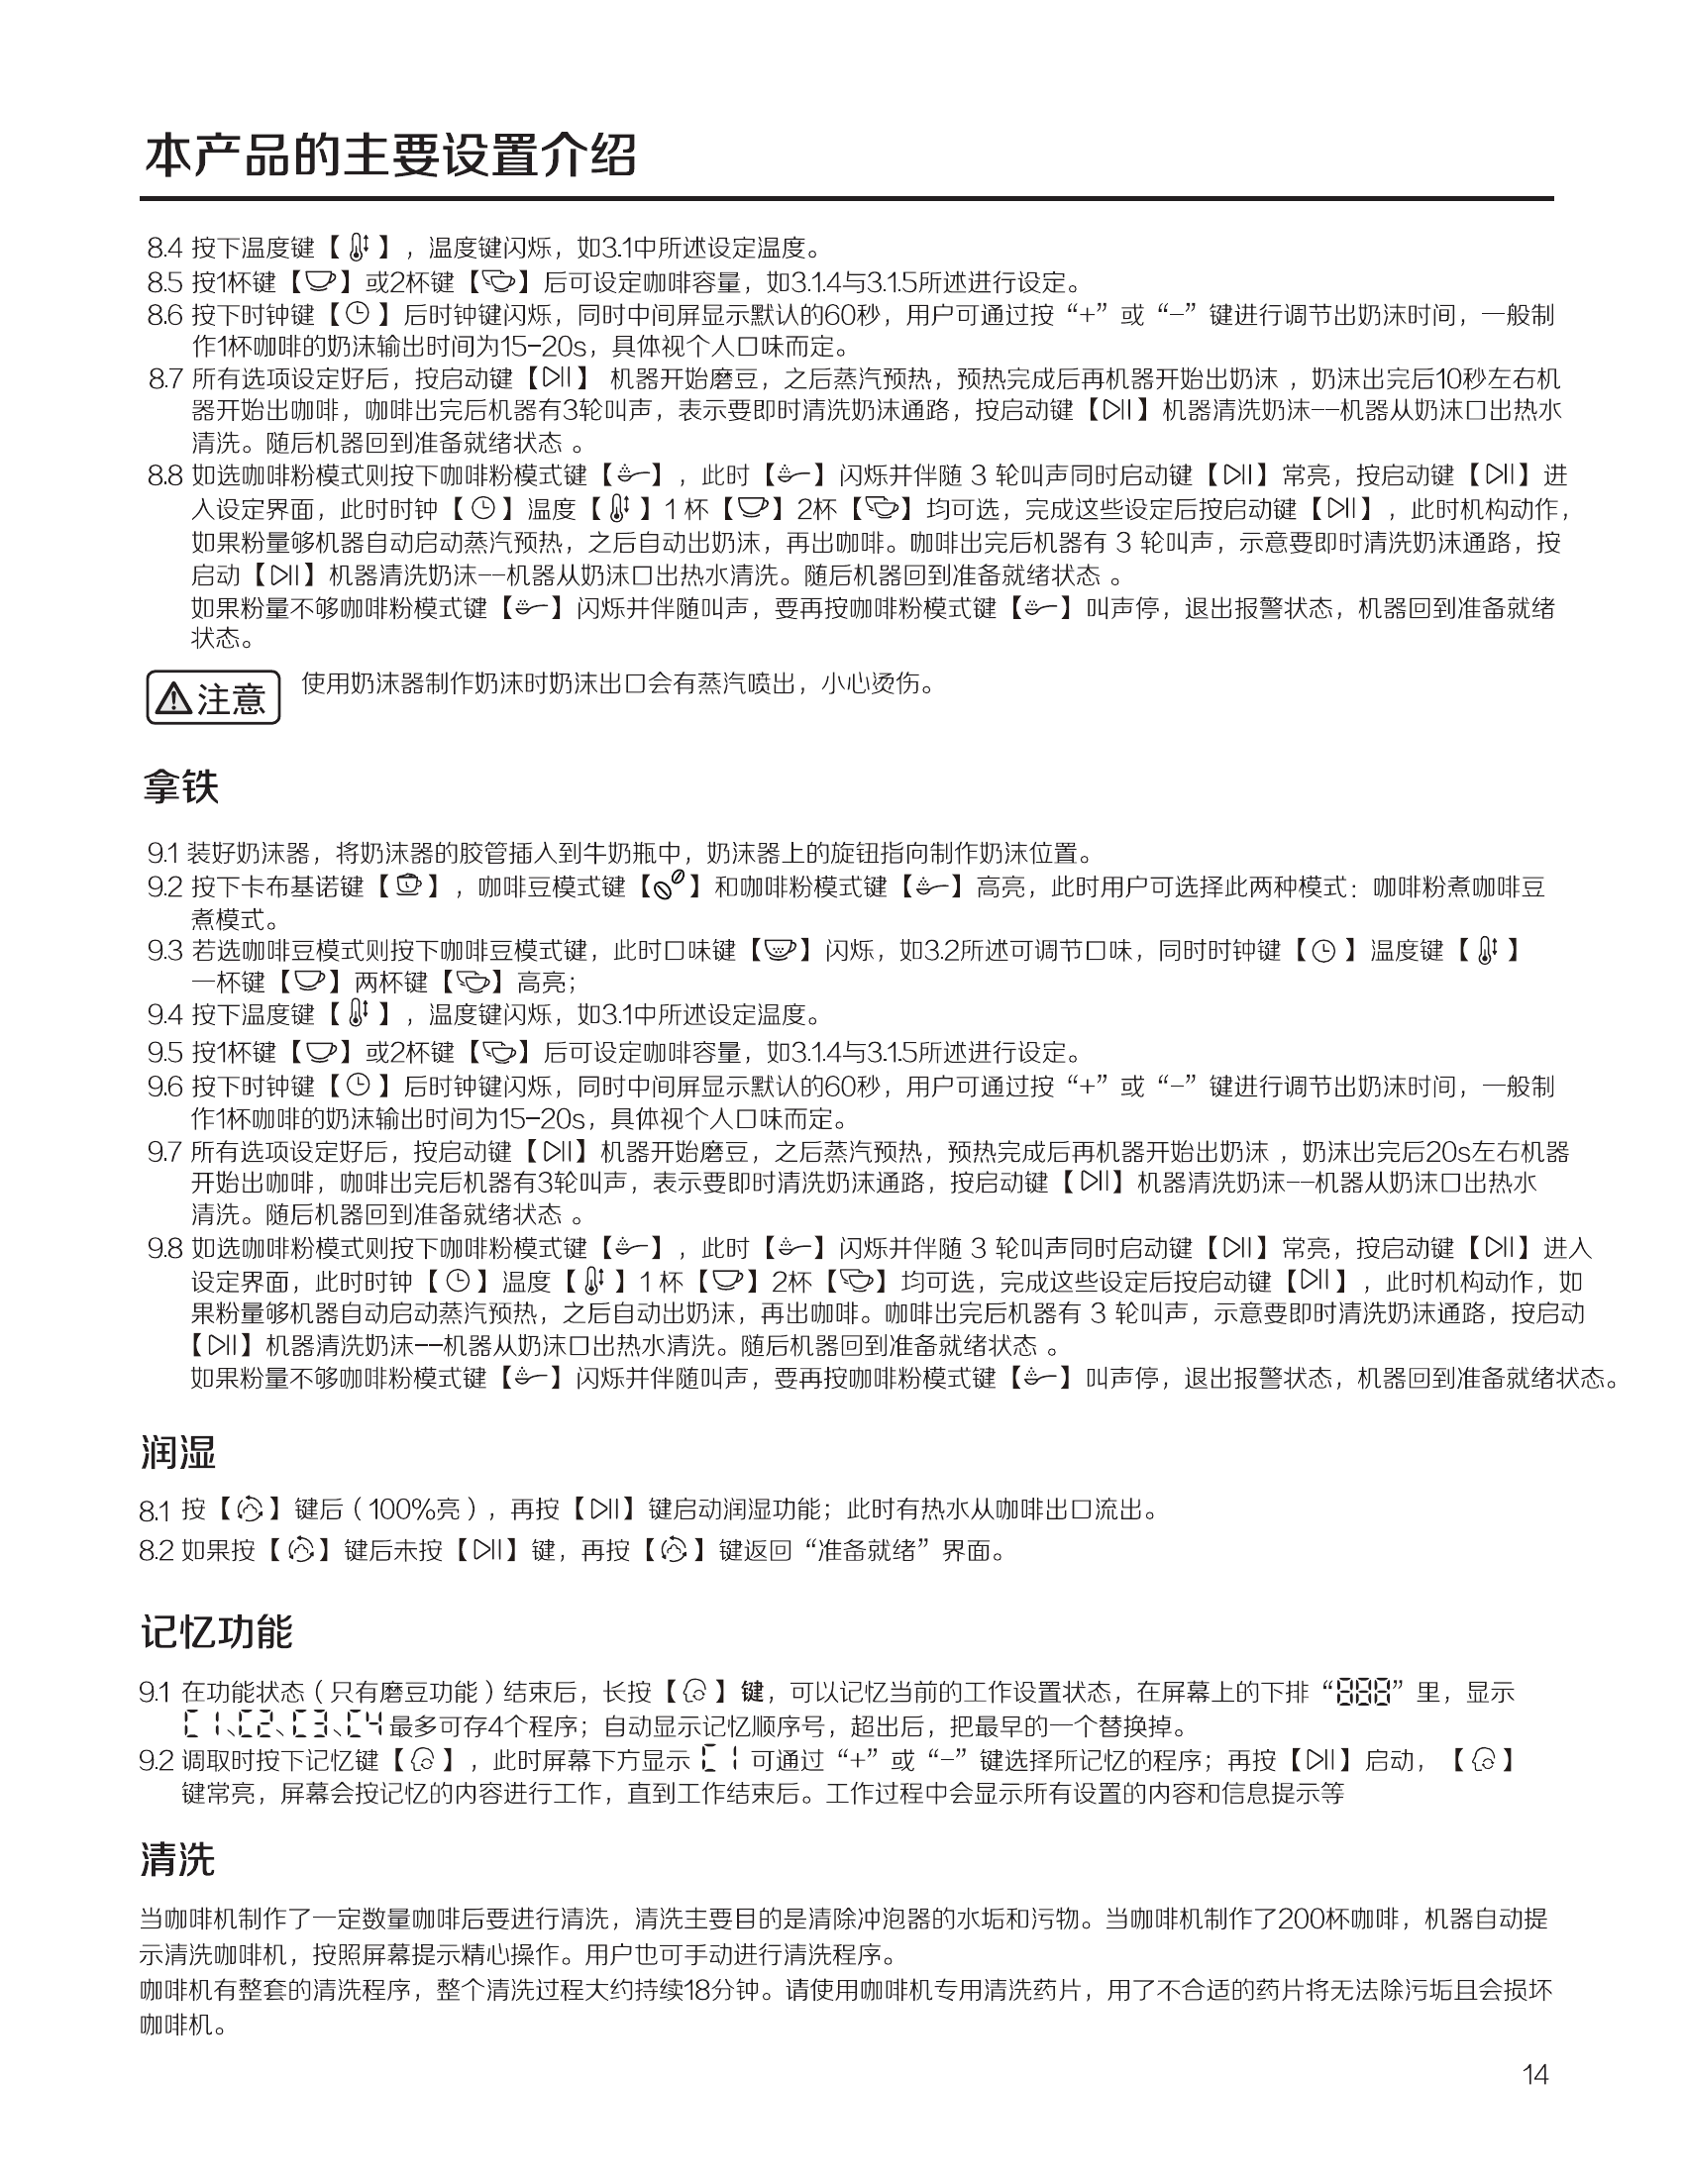 本产品的主要设置介绍
8.4 按下温度键【】，温度键闪烁，如3.1中所述设定温度。
8.5 按1杯键【】或2杯键【】后可设定咖啡容量，如3.1.4与3.1.5所述进行设定。
8.6 按下时钟键【】后时钟键闪烁，同时中间屏显示默认的60秒，用户可通过按“+”或“–”键进行调节出奶沫时间，一般制
作1杯咖啡的奶沫输出时间为15–20s，具体视个人口味而定。
8.7 所有选项设定好后，按启动键【】 机器开始磨豆，之后蒸汽预热，预热完成后再机器开始出奶沫 ，奶沫出完后10秒左右机
器开始出咖啡，咖啡出完后机器有3轮叫声，表示要即时清洗奶沫通路，按启动键【】机器清洗奶沫––机器从奶沫口出热水
清洗。随后机器回到准备就绪状态 。
8.8 如选咖啡粉模式则按下咖啡粉模式键【】，此时【】闪烁并伴随 3 轮叫声同时启动键【】常亮，按启动键【】进
入设定界面，此时时钟【】温度【】1 杯【】2杯【】均可选，完成这些设定后按启动键【】，此时机构动作，
如果粉量够机器自动启动蒸汽预热，之后自动出奶沫，再出咖啡。咖啡出完后机器有 3 轮叫声，示意要即时清洗奶沫通路，按
启动【】机器清洗奶沫––机器从奶沫口出热水清洗。随后机器回到准备就绪状态 。
如果粉量不够咖啡粉模式键【】闪烁并伴随叫声，要再按咖啡粉模式键【】叫声停，退出报警状态，机器回到准备就绪
状态。
注意 使用奶沫器制作奶沫时奶沫出口会有蒸汽喷出，小心烫伤。
拿铁
9.1 装好奶沫器，将奶沫器的胶管插入到牛奶瓶中，奶沫器上的旋钮指向制作奶沫位置。
9.2 按下卡布基诺键【】，咖啡豆模式键【】和咖啡粉模式键【】高亮，此时用户可选择此两种模式：咖啡粉煮咖啡豆
煮模式。
9.3 若选咖啡豆模式则按下咖啡豆模式键，此时口味键【】闪烁，如3.2所述可调节口味，同时时钟键【】温度键【】
一杯键【】两杯键【】高亮；
9.4 按下温度键【】，温度键闪烁，如3.1中所述设定温度。
9.5 按1杯键【】或2杯键【】后可设定咖啡容量，如3.1.4与3.1.5所述进行设定。
9.6 按下时钟键【】后时钟键闪烁，同时中间屏显示默认的60秒，用户可通过按“+”或“–”键进行调节出奶沫时间，一般制
作1杯咖啡的奶沫输出时间为15–20s，具体视个人口味而定。
9.7 所有选项设定好后，按启动键【】机器开始磨豆，之后蒸汽预热，预热完成后再机器开始出奶沫 ，奶沫出完后20s左右机器
开始出咖啡，咖啡出完后机器有3轮叫声，表示要即时清洗奶沫通路，按启动键【】机器清洗奶沫––机器从奶沫口出热水
清洗。随后机器回到准备就绪状态 。
9.8 如选咖啡粉模式则按下咖啡粉模式键【】，此时【】闪烁并伴随 3 轮叫声同时启动键【】常亮，按启动键【】进入
设定界面，此时时钟【】温度【】1 杯【】2杯【】均可选，完成这些设定后按启动键【】，此时机构动作，如
果粉量够机器自动启动蒸汽预热，之后自动出奶沫，再出咖啡。咖啡出完后机器有 3 轮叫声，示意要即时清洗奶沫通路，按启动
【】机器清洗奶沫––机器从奶沫口出热水清洗。随后机器回到准备就绪状态 。
如果粉量不够咖啡粉模式键【】闪烁并伴随叫声，要再按咖啡粉模式键【】叫声停，退出报警状态，机器回到准备就绪状态。
润湿
8.1 按【】键后（100%亮），再按【】键启动润湿功能；此时有热水从咖啡出口流出。
8.2 如果按【】键后未按【】键，再按【】键返回“准备就绪”界面。
记忆功能
9.1 在功能状态（只有磨豆功能）结束后，长按【】键，可以记忆当前的工作设置状态，在屏幕上的下排“888”里，显示
C1、C2、C3、C4最多可存4个程序；自动显示记忆顺序号，超出后，把最早的一个替换掉。
9.2 调取时按下记忆键【】，此时屏幕下方显示 C1 可通过“+”或“–”键选择所记忆的程序；再按【】启动，【】
键常亮，屏幕会按记忆的内容进行工作，直到工作结束后。工作过程中会显示所有设置的内容和信息提示等
清洗
当咖啡机制作了一定数量咖啡后要进行清洗，清洗主要目的是清除冲泡器的水垢和污物。当咖啡机制作了200杯咖啡，机器自动提
示清洗咖啡机，按照屏幕提示精心操作。用户也可手动进行清洗程序。
咖啡机有整套的清洗程序，整个清洗过程大约持续18分钟。请使用咖啡机专用清洗药片，用了不合适的药片将无法除污垢且会损坏
咖啡机。
14